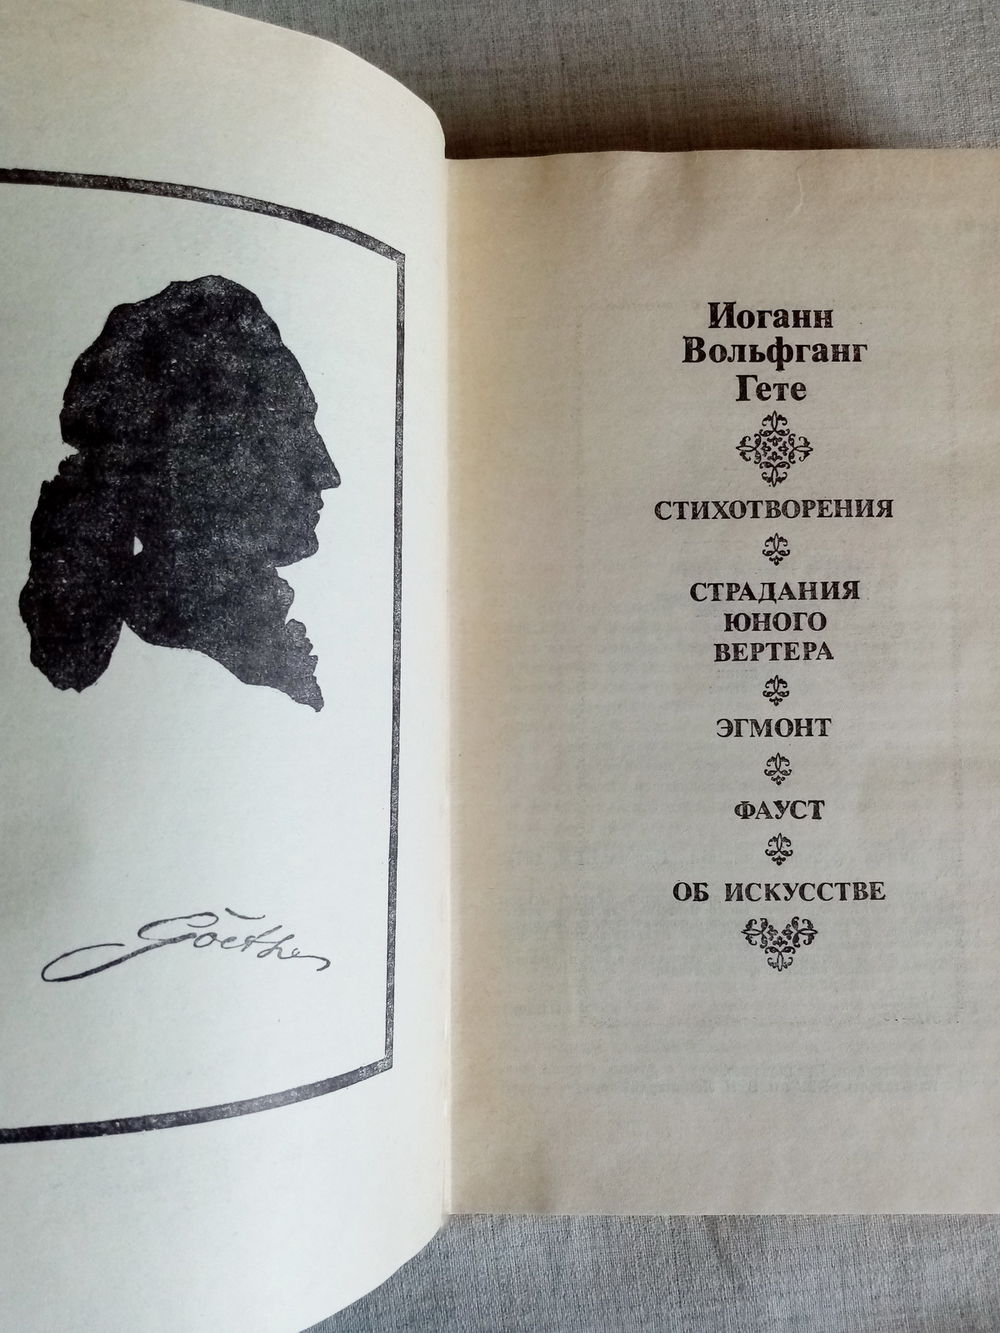 Goethe
Иоганн
Вольфганг
Гете
СТИХОТВОРЕНИЯ
СТРАДАНИЯ
ЮНОГО
ВЕРТЕРА
ЭГМОНТ
ФАУСТ
ОБ ИСКУССТВЕ